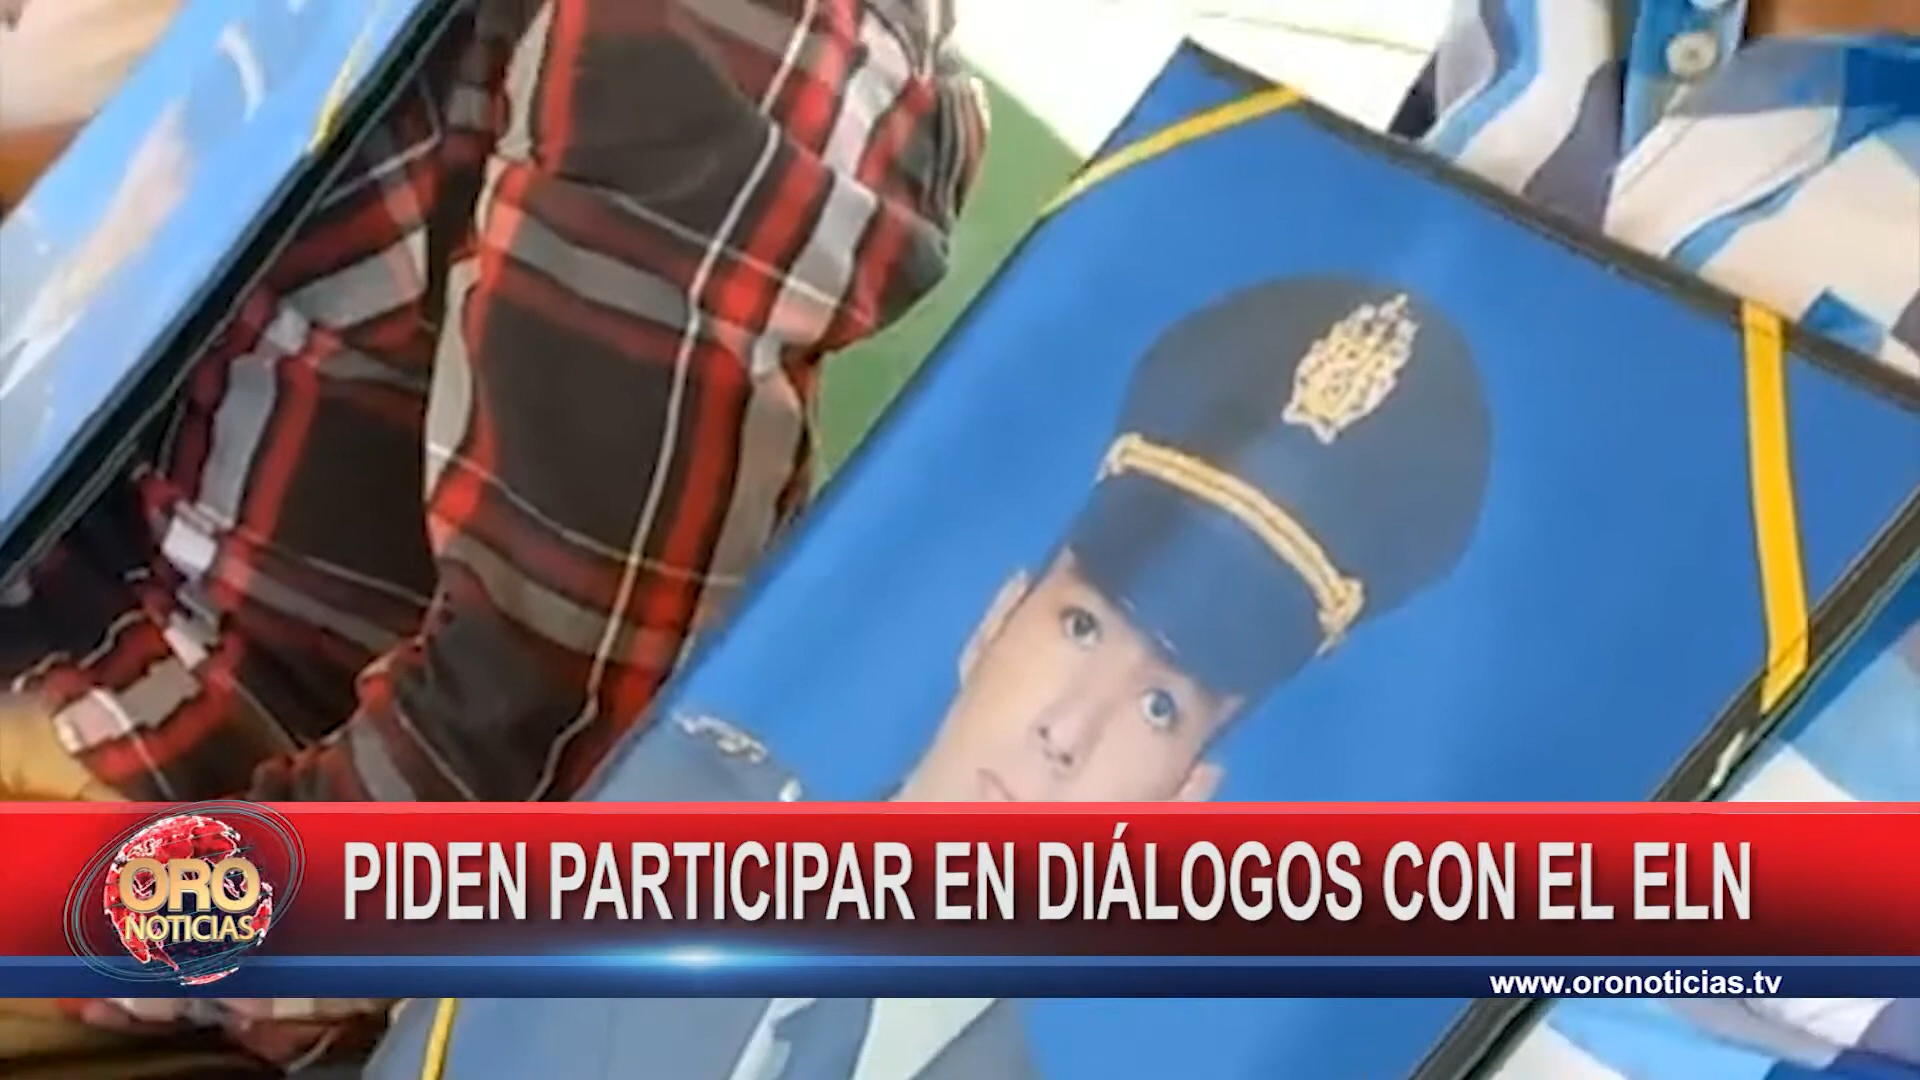 ORO
NOTICIAS
PIDEN PARTICIPAR EN DIÁLOGOS CON EL ELN
www.oronoticias.tv